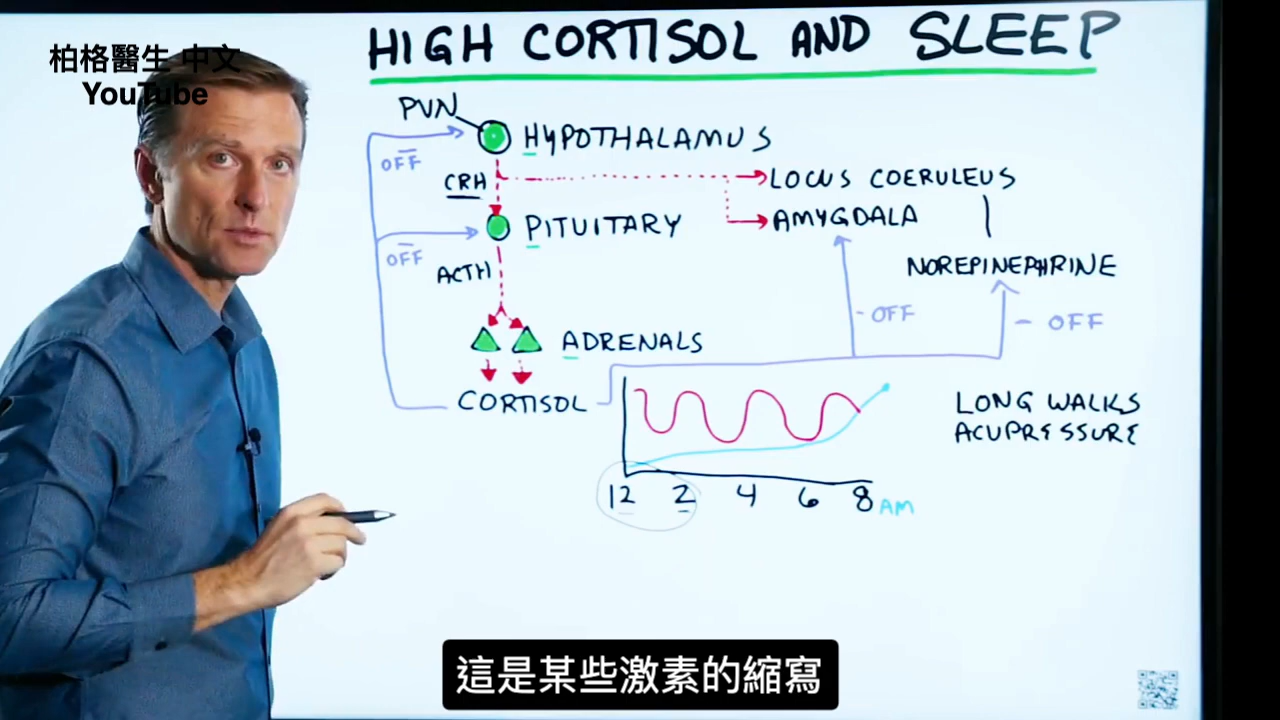 柏格醫生 中文
YouTube
HIGH CORTISOL AND SLEEP
PVN
HYPOTHALAMUS
OFF
CRH
LOCUS COERULEUS
AMYGDALA
PITUITARY
OFF
ACTH
NOREPINEPHRINE
- OFF
- OFF
ADRENALS
CORTISOL
LONG WALKS
ACUPRESSURE
12 2 4 6 8 AM
這是某些激素的縮寫